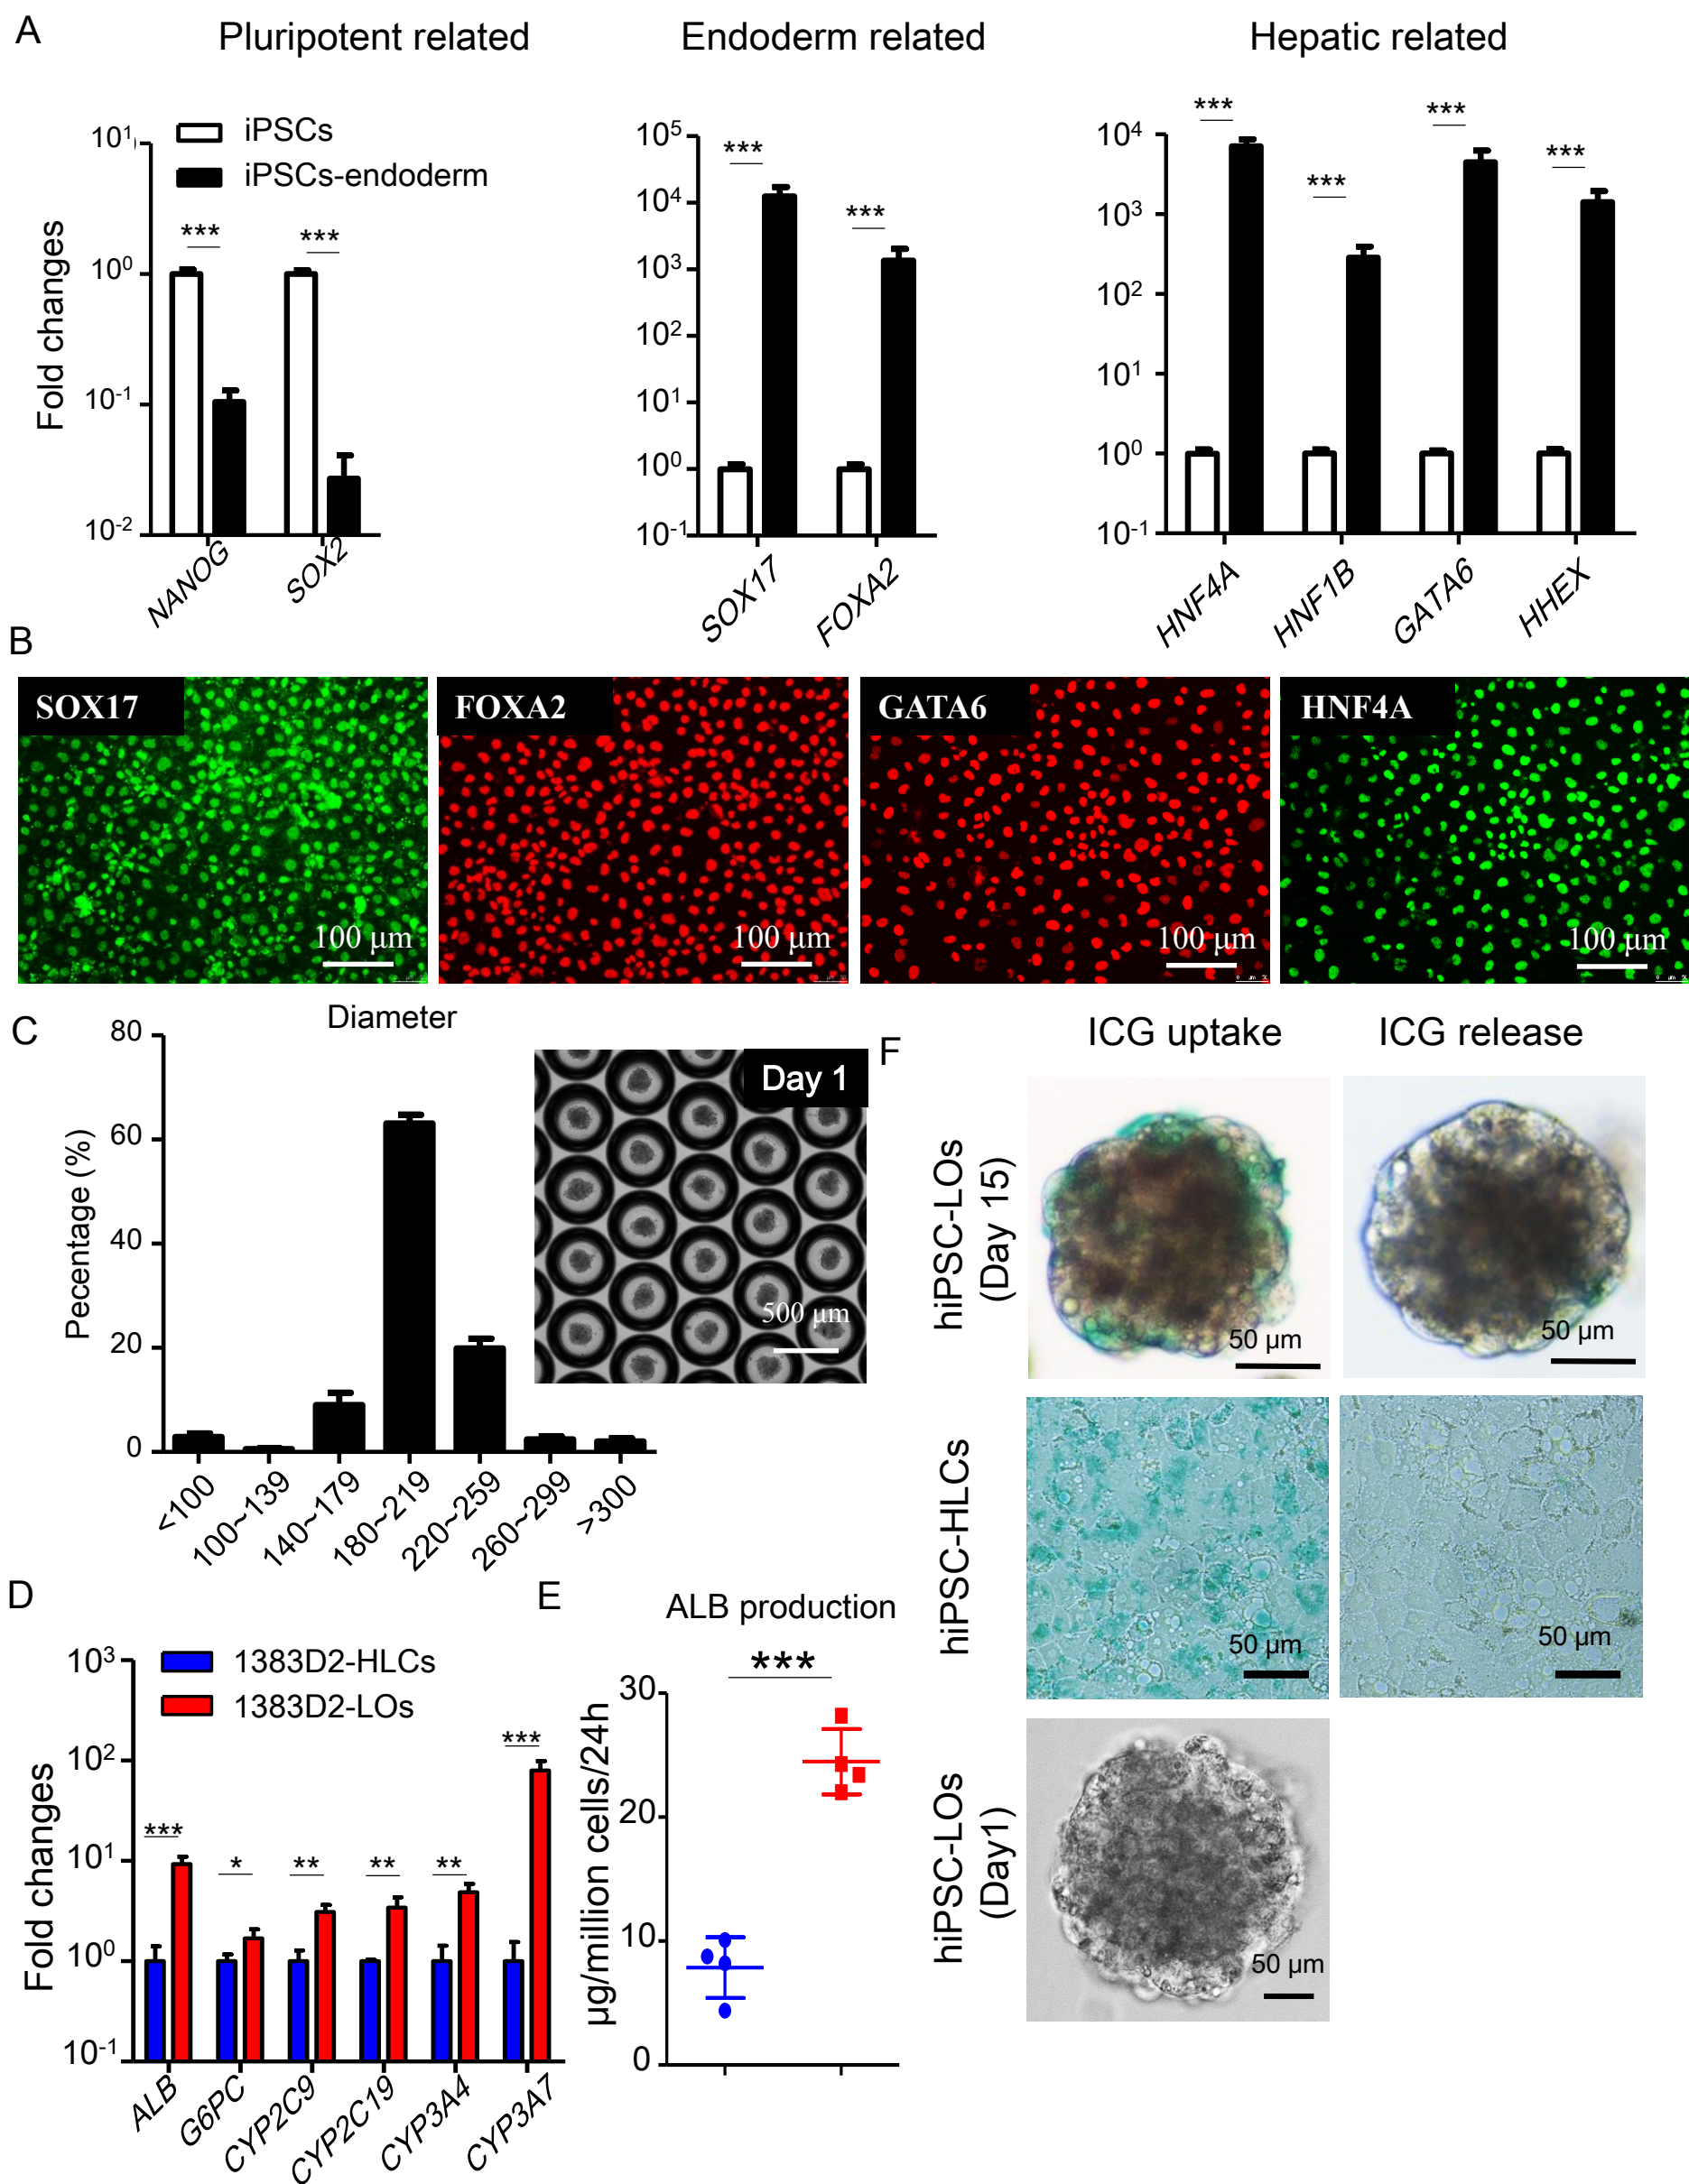 A
Pluripotent related
Endoderm related
Hepatic related
iPSCs
iPSCs-endoderm
Fold changes
10¹
10⁰
10⁻¹
10⁻²
***
***
NANOG
SOX2
10⁵
10⁴
10³
10²
10¹
10⁰
10⁻¹
***
***
SOX17
FOXA2
10⁴
10³
10²
10¹
10⁰
10⁻¹
***
***
***
***
HNF4A
HNF1B
GATA6
HHEX
B
SOX17
100 μm
FOXA2
100 μm
GATA6
100 μm
HNF4A
100 μm
C
Diameter
Pecentage (%)
80
60
40
20
0
<100
100~139
140~179
180~219
220~259
260~299
>300
Day 1
500 μm
D
1383D2-HLCs
1383D2-LOs
Fold changes
10³
10²
10¹
10⁰
10⁻¹
***
*
**
**
**
***
ALB
G6PC
CYP2C9
CYP2C19
CYP3A4
CYP3A7
E
ALB production
***
μg/million cells/24h
30
20
10
0
F
ICG uptake
ICG release
hiPSC-LOs
(Day 15)
50 μm
50 μm
hiPSC-HLCs
50 μm
50 μm
hiPSC-LOs
(Day1)
50 μm